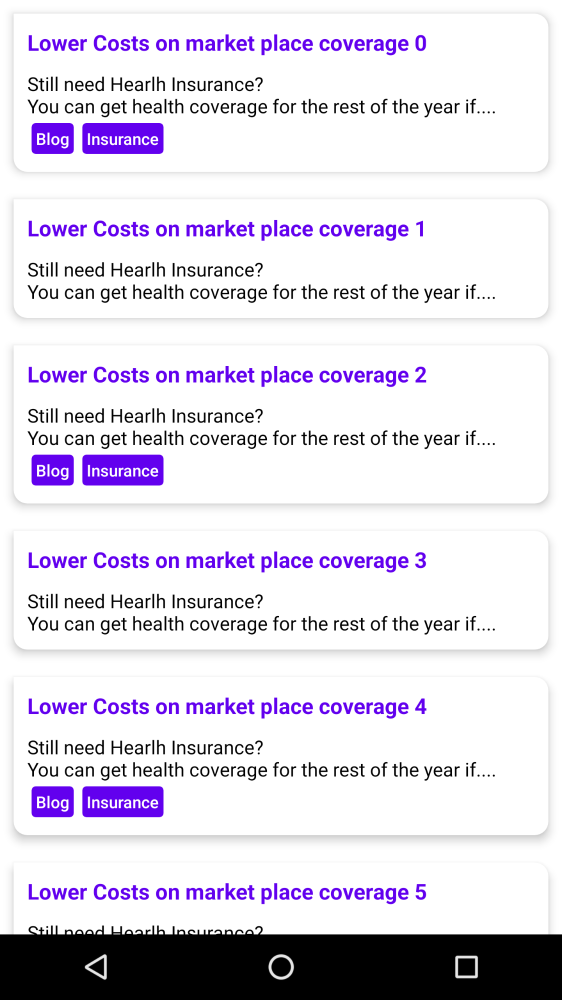 Lower Costs on market place coverage 0
Still need Hearlh Insurance?
You can get health coverage for the rest of the year if....
Blog Insurance
Lower Costs on market place coverage 1
Still need Hearlh Insurance?
You can get health coverage for the rest of the year if....
Lower Costs on market place coverage 2
Still need Hearlh Insurance?
You can get health coverage for the rest of the year if....
Blog Insurance
Lower Costs on market place coverage 3
Still need Hearlh Insurance?
You can get health coverage for the rest of the year if....
Lower Costs on market place coverage 4
Still need Hearlh Insurance?
You can get health coverage for the rest of the year if....
Blog Insurance
Lower Costs on market place coverage 5
Still need Hearlh Insurance?